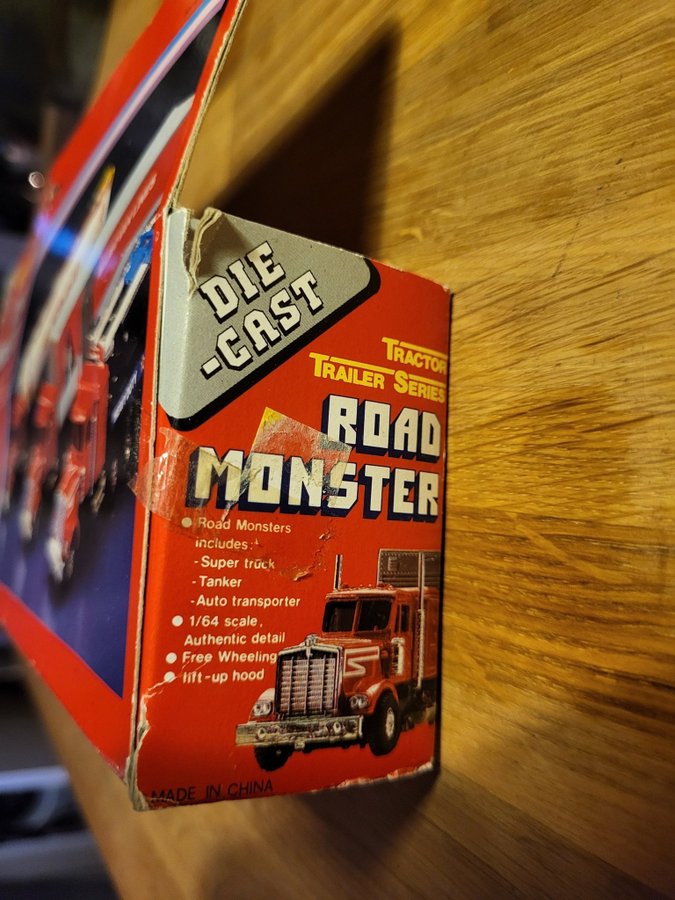 DIE
-CAST
TRACTOR
TRAILER SERIES
ROAD
MONSTER
● Road Monsters
includes:
- Super truck
- Tanker
- Auto transporter
● 1/64 scale,
Authentic detail
● Free Wheeling
● lift-up hood
MADE IN CHINA